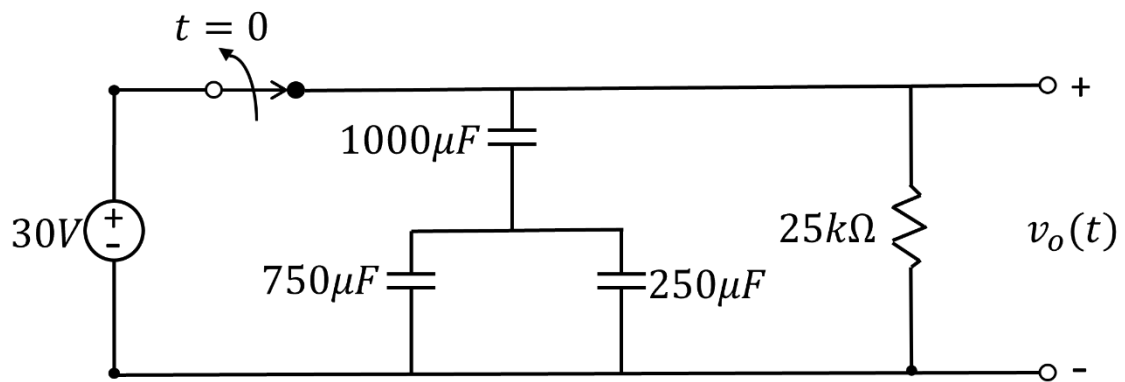 t = 0
+
1000μF
30V
+
-
25kΩ
v_o(t)
750μF
250μF
-